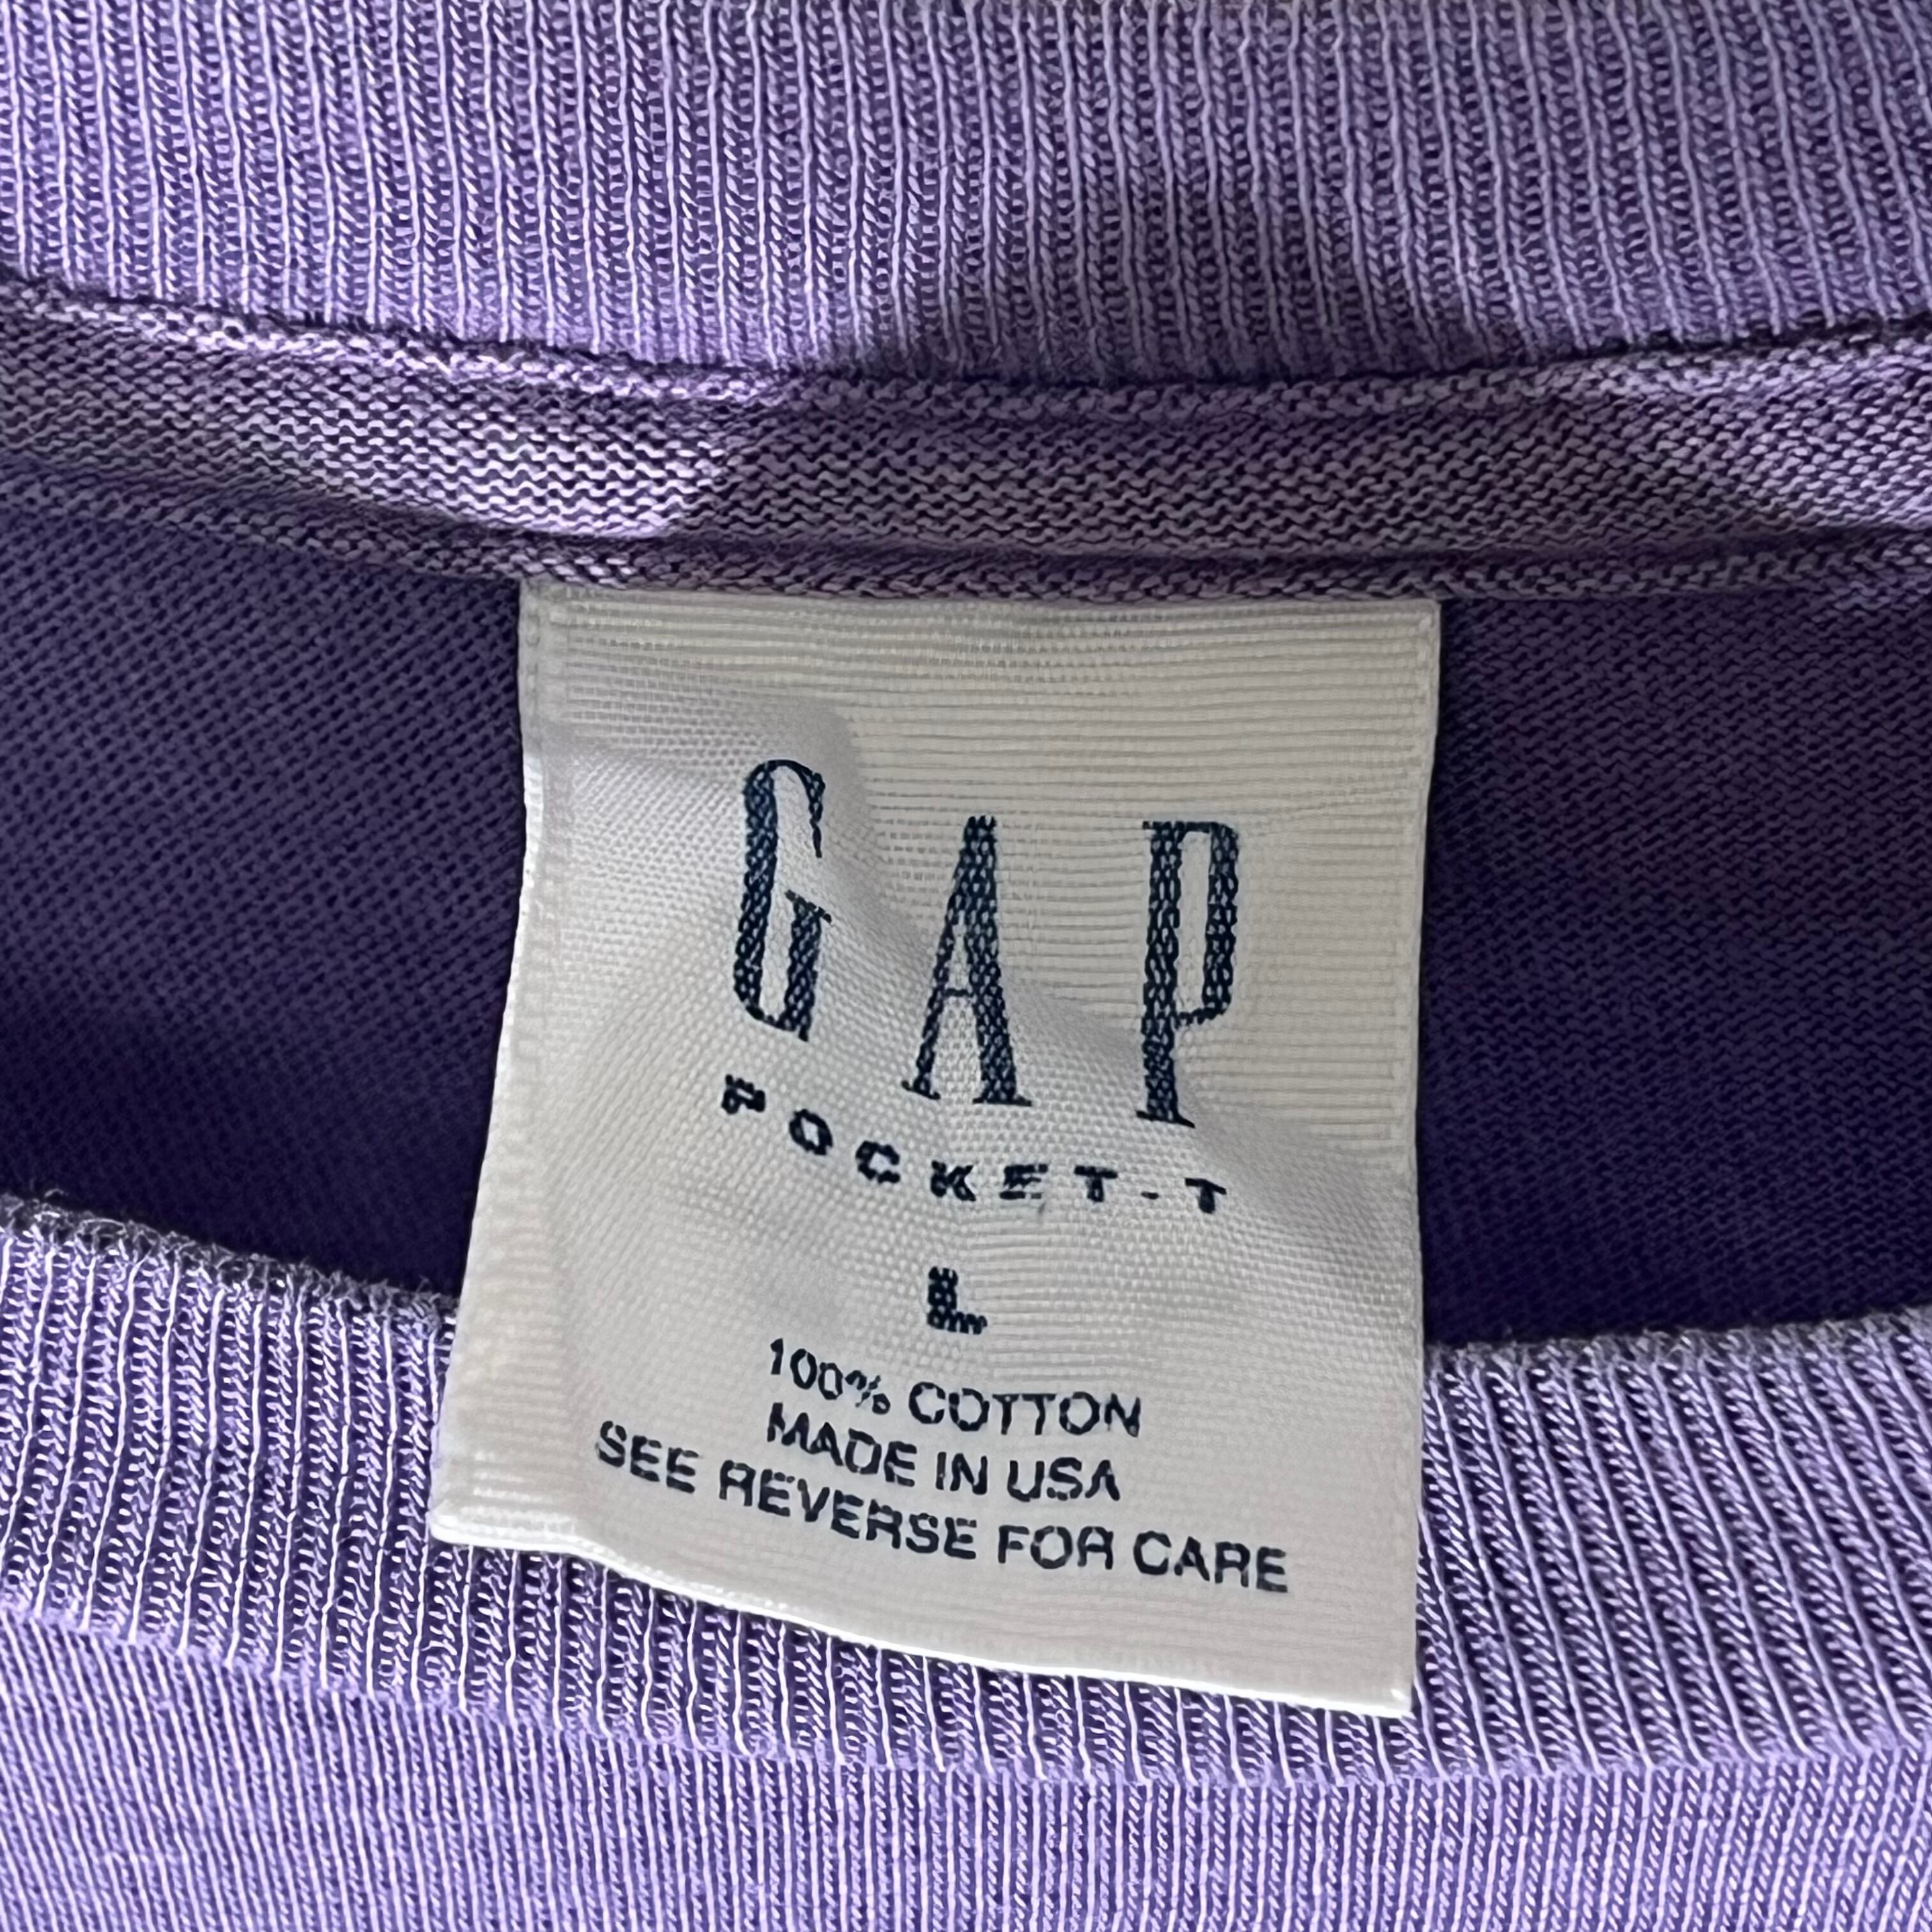 GAP
POCKET-T
L
100% COTTON
MADE IN USA
SEE REVERSE FOR CARE